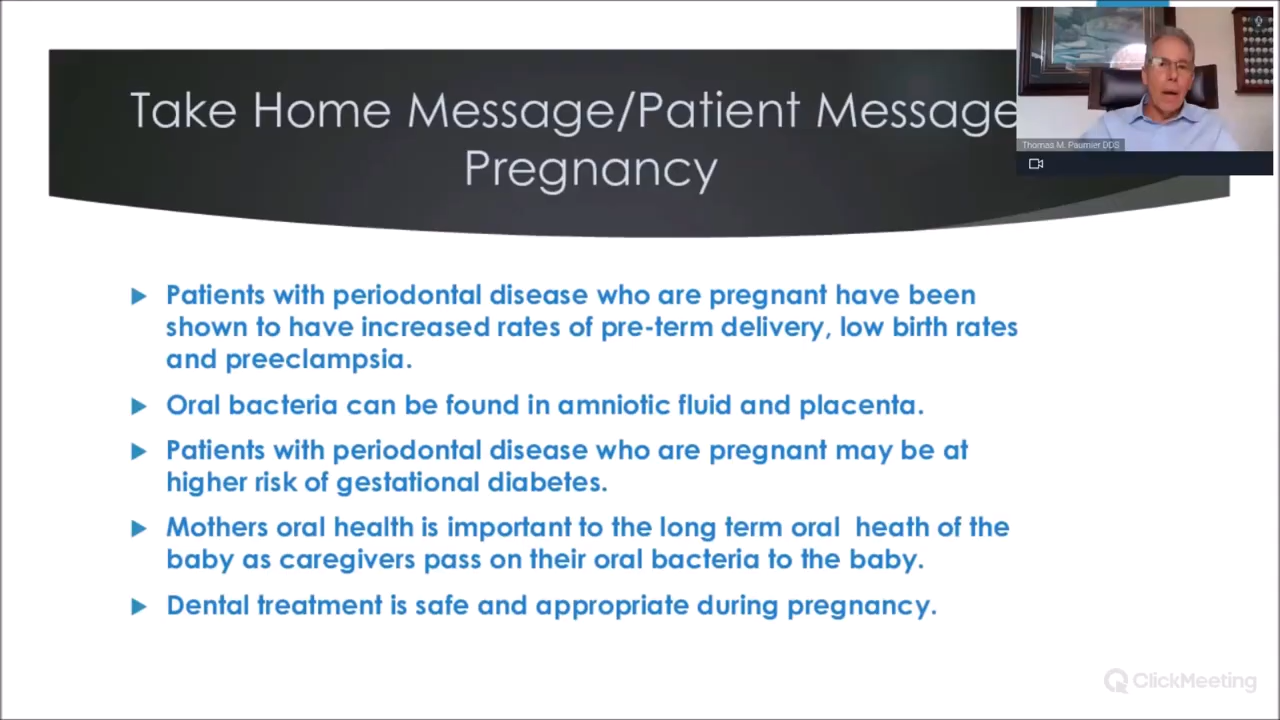 Take Home Message/Patient Message
Pregnancy
Thomas M. Paumier DDS
Patients with periodontal disease who are pregnant have been
shown to have increased rates of pre-term delivery, low birth rates
and preeclampsia.
Oral bacteria can be found in amniotic fluid and placenta.
Patients with periodontal disease who are pregnant may be at
higher risk of gestational diabetes.
Mothers oral health is important to the long term oral heath of the
baby as caregivers pass on their oral bacteria to the baby.
Dental treatment is safe and appropriate during pregnancy.
ClickMeeting